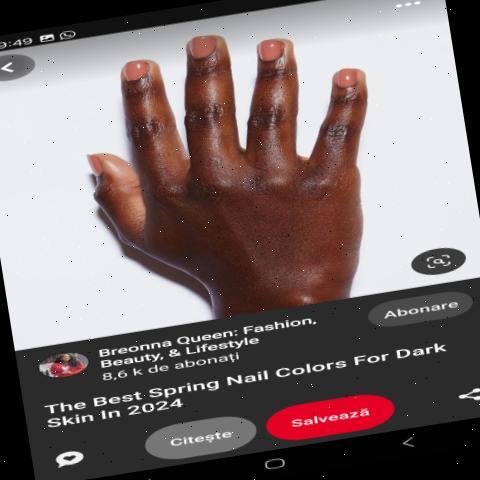 9:49
Breonna Queen: Fashion,
Beauty, & Lifestyle
8,6 k de abonați
Abonare
The Best Spring Nail Colors For Dark
Skin In 2024
Citește
Salvează